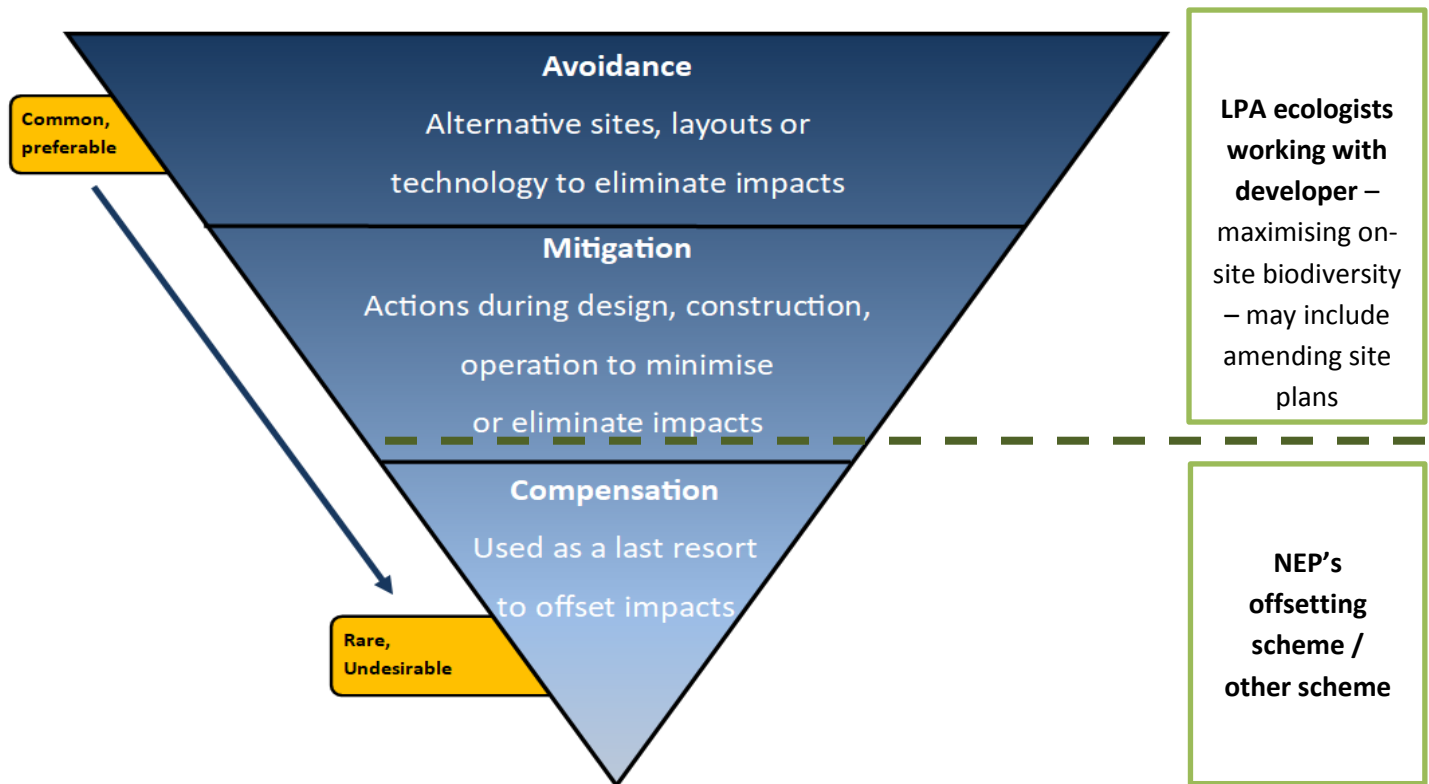 Avoidance
Alternative sites, layouts or
technology to eliminate impacts
Common,
preferable
Mitigation
Actions during design, construction,
operation to minimise
or eliminate impacts
Compensation
Used as a last resort
to offset impacts
Rare,
Undesirable
LPA ecologists
working with
developer –
maximising on-
site biodiversity
– may include
amending site
plans
NEP’s
offsetting
scheme /
other scheme